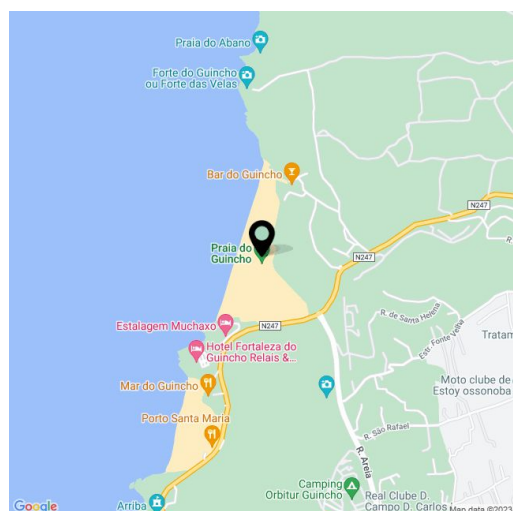 Praia do Abano
Forte do Guincho
ou Forte das Velas
Bar do Guincho
N247
N247
Praia do
Guincho
R. de Santa Helena
Estr. Fonte Velha
Tratam
Estalagem Muchaxo
N247
Hotel Fortaleza do
Guincho Relais &...
Mar do Guincho
Moto clube de
Estoy ossonoba
Porto Santa Maria
R. São Rafael
R. Areia
Camping
Orbitur Guincho
Real Clube D.
Campo D. Carlos
Arriba
Google
Map data ©2023